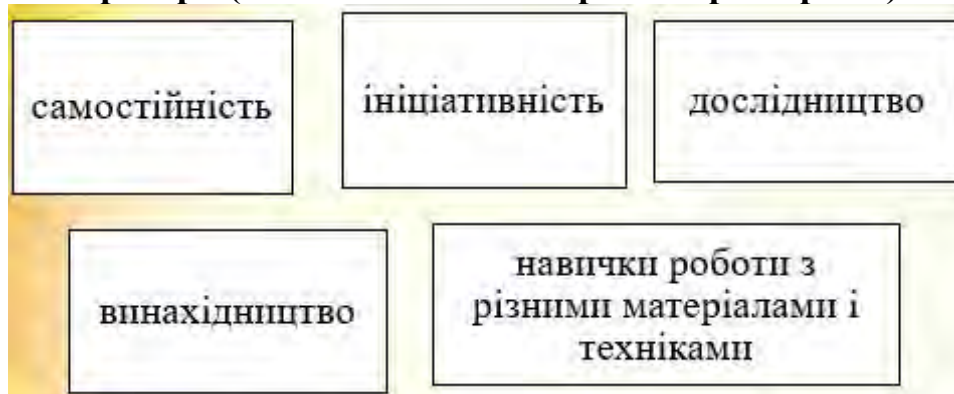 самостійність
ініціативність
дослідництво
винахідництво
навички роботи з
різними матеріалами і
техніками